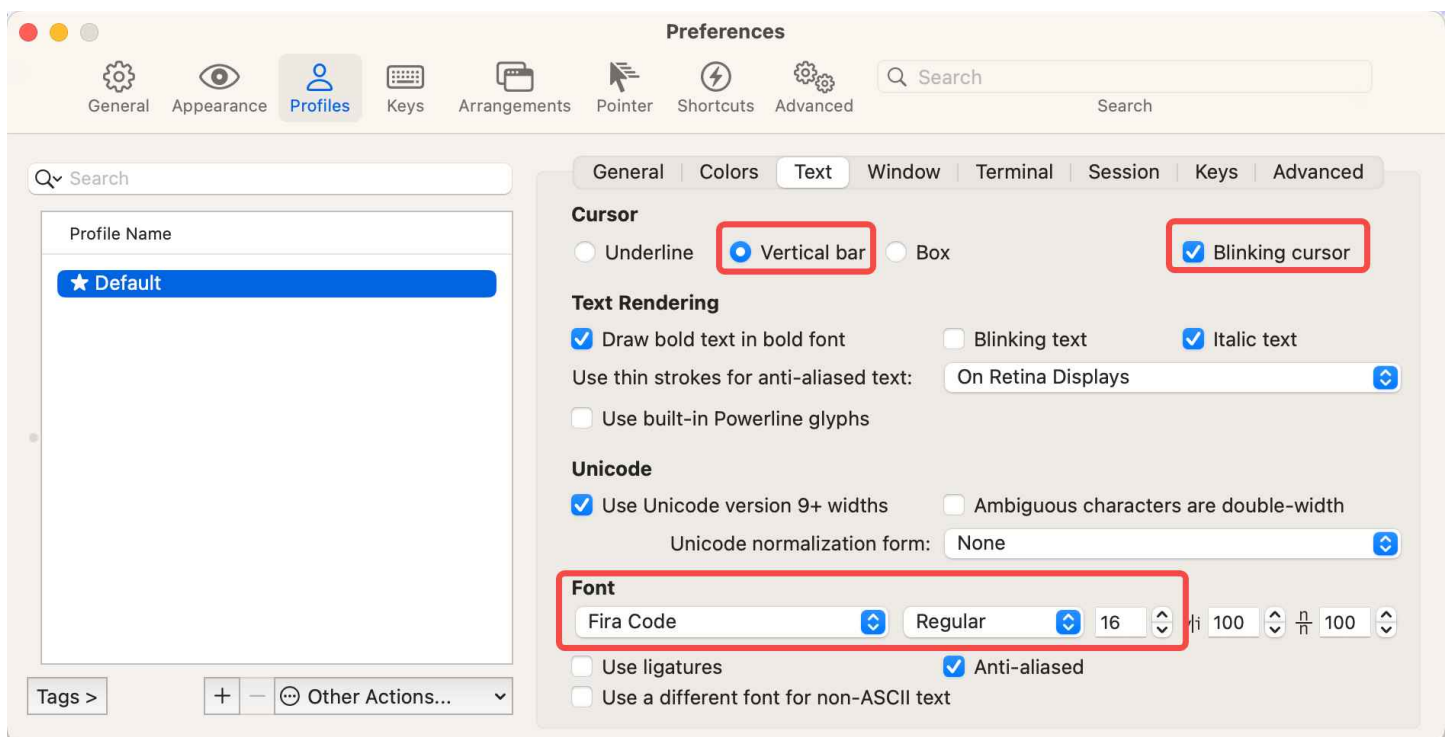 Preferences
General Appearance Profiles Keys Arrangements Pointer Shortcuts Advanced Search
Search
General Colors Text Window Terminal Session Keys Advanced
Search
Profile Name
★ Default
Cursor
Underline Vertical bar Box Blinking cursor
Text Rendering
Draw bold text in bold font Blinking text Italic text
Use thin strokes for anti-aliased text: On Retina Displays
Use built-in Powerline glyphs
Unicode
Use Unicode version 9+ widths Ambiguous characters are double-width
Unicode normalization form: None
Font
Fira Code Regular 16 100 n/n 100
Use ligatures Anti-aliased
Use a different font for non-ASCII text
Tags > + − Other Actions...